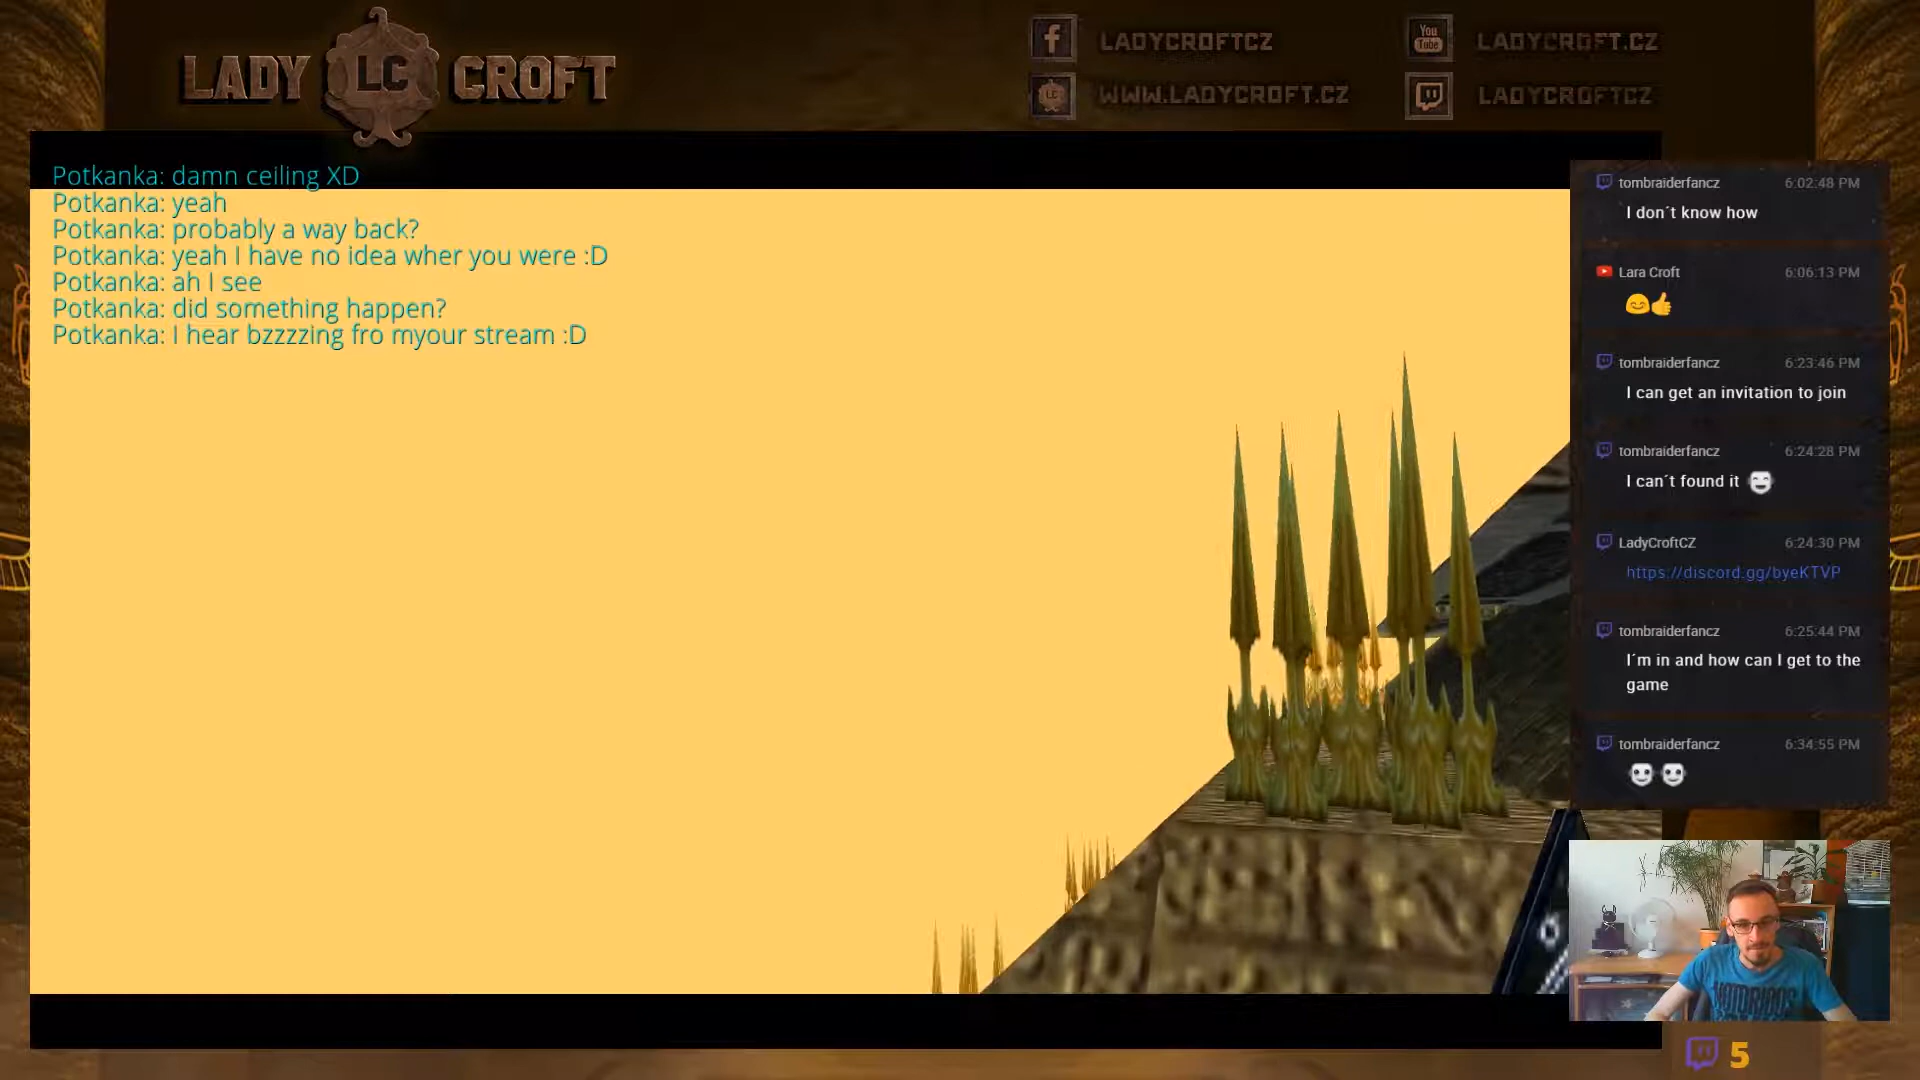 LADY LC CROFT
LADYCROFTCZ
LADYCROFT.CZ
WWW.LADYCROFT.CZ
LADYCROFTCZ
Potkanka: damn ceiling XD
Potkanka: yeah
Potkanka: probably a way back?
Potkanka: yeah I have no idea wher you were :D
Potkanka: ah I see
Potkanka: did something happen?
Potkanka: I hear bzzzzing fro myour stream :D
tombraiderfancz 6:02:48 PM
I don´t know how
Lara Croft 6:06:13 PM
😊👍
tombraiderfancz 6:23:46 PM
I can get an invitation to join
tombraiderfancz 6:24:28 PM
I can´t found it
LadyCroftCZ 6:24:30 PM
https://discord.gg/byeKTVP
tombraiderfancz 6:25:44 PM
I´m in and how can I get to the
game
tombraiderfancz 6:34:55 PM
NOTORIOUS
5